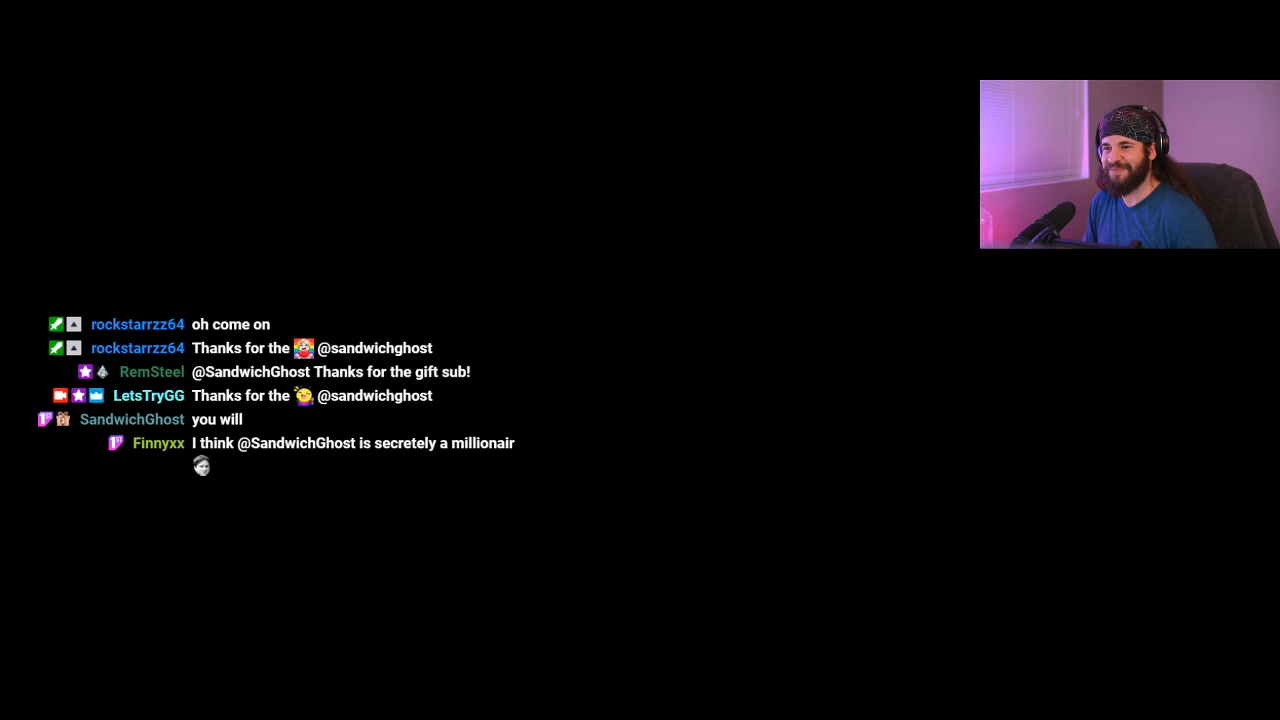 rockstarrzz64 oh come on
rockstarrzz64 Thanks for the @sandwichghost
RemSteel @SandwichGhost Thanks for the gift sub!
LetsTryGG Thanks for the @sandwichghost
SandwichGhost you will
Finnyxx I think @SandwichGhost is secretely a millionair